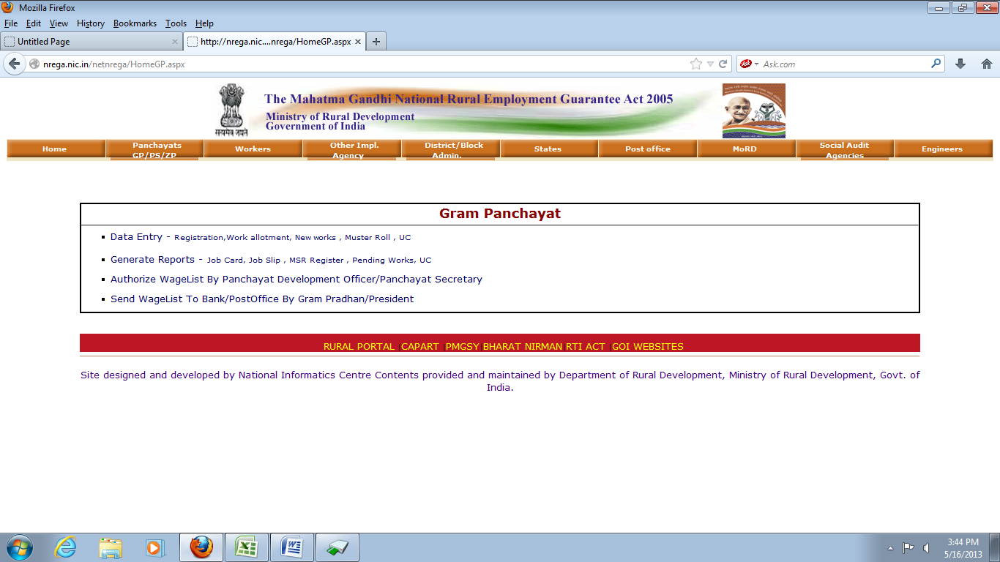 Mozilla Firefox
File Edit View History Bookmarks Tools Help
Untitled Page
http://nrega.nic....nrega/HomeGP.aspx
nrega.nic.in/netnrega/HomeGP.aspx
Ask
Ask.com
The Mahatma Gandhi National Rural Employment Guarantee Act 2005
Ministry of Rural Development
Government of India
सत्यमेव जयते
Home
Panchayats
GP/PS/ZP
Workers
Other Impl.
Agency
District/Block
Admin.
States
Post office
MoRD
Social Audit
Agencies
Engineers
Gram Panchayat
Data Entry - Registration,Work allotment, New works , Muster Roll , UC
Generate Reports - Job Card, Job Slip , MSR Register , Pending Works, UC
Authorize WageList By Panchayat Development Officer/Panchayat Secretary
Send WageList To Bank/PostOffice By Gram Pradhan/President
RURAL PORTAL |CAPART |PMGSY|BHARAT NIRMAN|RTI ACT |GOI WEBSITES
Site designed and developed by National Informatics Centre Contents provided and maintained by Department of Rural Development, Ministry of Rural Development, Govt. of
India.
3:44 PM
5/16/2013